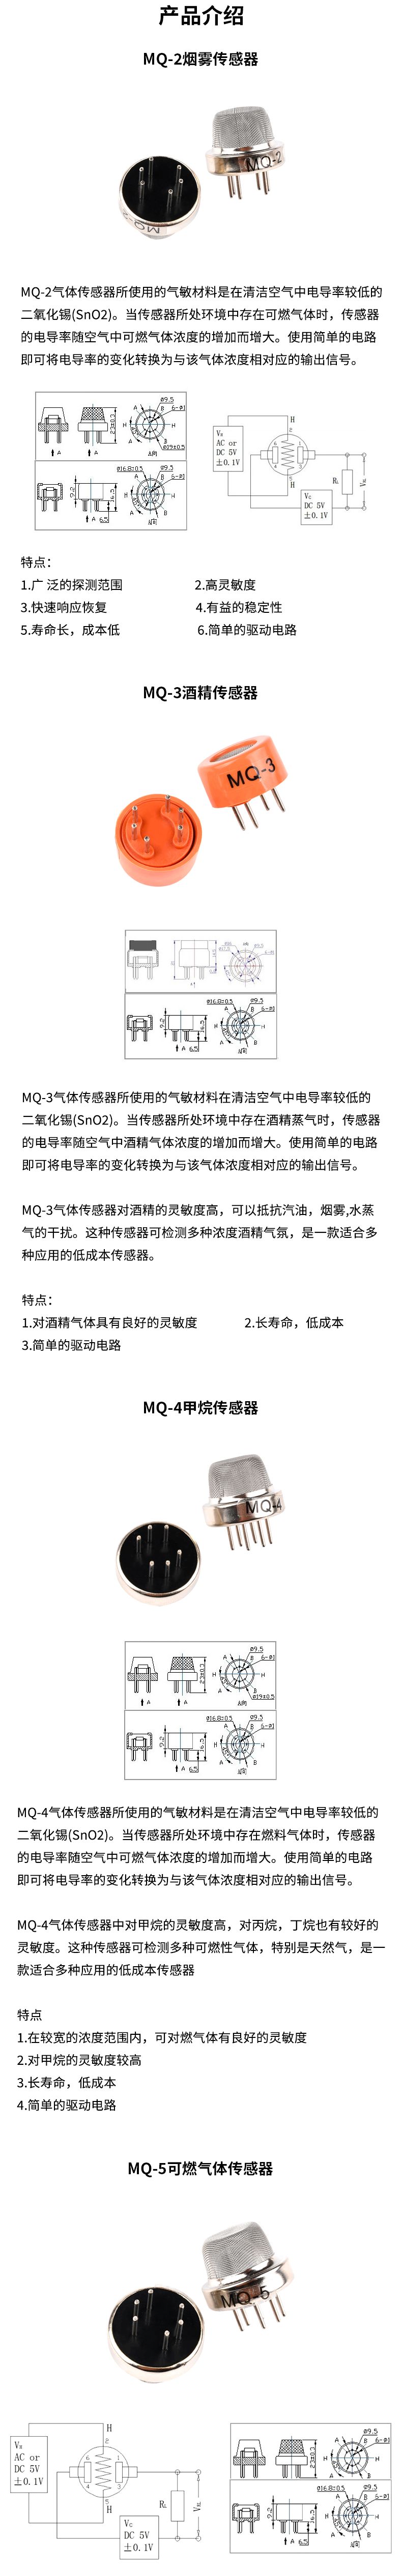 产品介绍
MQ-2烟雾传感器
MQ-2
MQ-2
MQ-2气体传感器所使用的气敏材料是在清洁空气中电导率较低的
二氧化锡(SnO2)。当传感器所处环境中存在可燃气体时，传感器
的电导率随空气中可燃气体浓度的增加而增大。使用简单的电路
即可将电导率的变化转换为与该气体浓度相对应的输出信号。
VH
AC or
DC 5V
±0.1V
H
H
VC
DC 5V
±0.1V
RL
VRL
特点：
1.广 泛的探测范围 2.高灵敏度
3.快速响应恢复 4.有益的稳定性
5.寿命长，成本低 6.简单的驱动电路
MQ-3酒精传感器
MQ-3
MQ-3气体传感器所使用的气敏材料在清洁空气中电导率较低的
二氧化锡(SnO2)。当传感器所处环境中存在酒精蒸气时，传感器
的电导率随空气中酒精气体浓度的增加而增大。使用简单的电路
即可将电导率的变化转换为与该气体浓度相对应的输出信号。
MQ-3气体传感器对酒精的灵敏度高，可以抵抗汽油，烟雾,水蒸
气的干扰。这种传感器可检测多种浓度酒精气氛，是一款适合多
种应用的低成本传感器。
特点：
1.对酒精气体具有良好的灵敏度 2.长寿命，低成本
3.简单的驱动电路
MQ-4甲烷传感器
MQ-4
MQ-4气体传感器所使用的气敏材料是在清洁空气中电导率较低的
二氧化锡(SnO2)。当传感器所处环境中存在燃料气体时，传感器
的电导率随空气中可燃气体浓度的增加而增大。使用简单的电路
即可将电导率的变化转换为与该气体浓度相对应的输出信号。
MQ-4气体传感器中对甲烷的灵敏度高，对丙烷，丁烷也有较好的
灵敏度。这种传感器可检测多种可燃性气体，特别是天然气，是一
款适合多种应用的低成本传感器
特点
1.在较宽的浓度范围内，可对燃气体有良好的灵敏度
2.对甲烷的灵敏度较高
3.长寿命，低成本
4.简单的驱动电路
MQ-5可燃气体传感器
MQ-5
VH
AC or
DC 5V
±0.1V
H
H
VC
DC 5V
±0.1V
RL
VRL